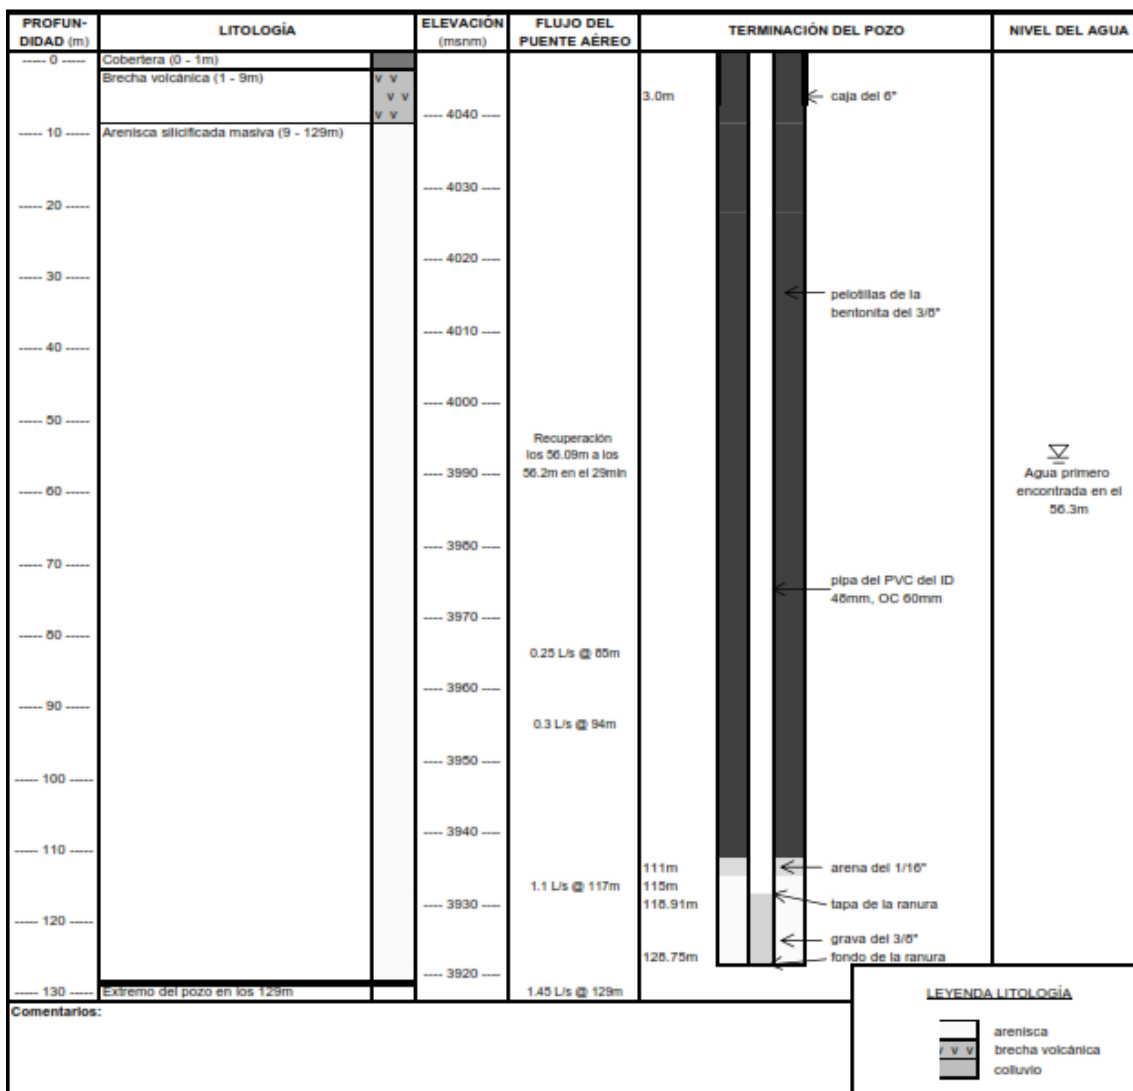 PROFUN-
DIDAD (m)
LITOLOGÍA
ELEVACIÓN
(msnm)
FLUJO DEL
PUENTE AÉREO
TERMINACIÓN DEL POZO
NIVEL DEL AGUA
----- 0 -----
Cobertera (0 - 1m)
Brecha volcánica (1 - 9m)
v v
v v
v v
3.0m
caja del 6"
---- 4040 ----
----- 10 -----
Arenisca silicificada masiva (9 - 129m)
---- 4030 ----
----- 20 -----
---- 4020 ----
----- 30 -----
pelotillas de la
bentonita del 3/8"
---- 4010 ----
----- 40 -----
---- 4000 ----
----- 50 -----
Recuperación
los 56.09m a los
56.2m en el 29min
---- 3990 ----
Agua primero
encontrada en el
56.3m
----- 60 -----
---- 3980 ----
----- 70 -----
pipa del PVC del ID
48mm, OC 60mm
---- 3970 ----
----- 80 -----
0.25 L/s @ 85m
---- 3960 ----
----- 90 -----
0.3 L/s @ 94m
---- 3950 ----
----- 100 -----
---- 3940 ----
----- 110 -----
111m
arena del 1/16"
1.1 L/s @ 117m
115m
---- 3930 ----
118.91m
tapa de la ranura
----- 120 -----
grava del 3/8"
128.75m
fondo de la ranura
---- 3920 ----
----- 130 -----
Extremo del pozo en los 129m
1.45 L/s @ 129m
Comentarios:
LEYENDA LITOLOGÍA
arenisca
v v v
brecha volcánica
colluvio